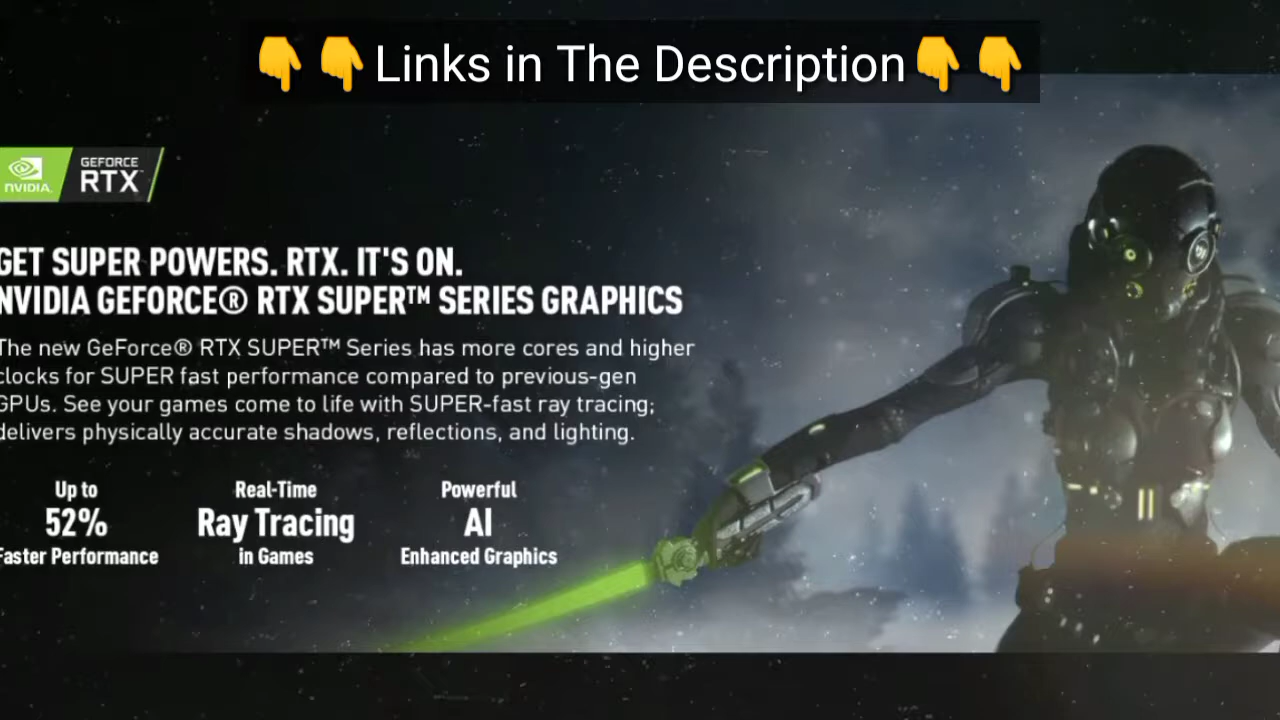 👇👇Links in The Description👇👇
NVIDIA.
GEFORCE
RTX
GET SUPER POWERS. RTX. IT'S ON.
NVIDIA GEFORCE® RTX SUPER™ SERIES GRAPHICS
The new GeForce® RTX SUPER™ Series has more cores and higher
clocks for SUPER fast performance compared to previous-gen
GPUs. See your games come to life with SUPER-fast ray tracing;
delivers physically accurate shadows, reflections, and lighting.
Up to
52%
Faster Performance
Real-Time
Ray Tracing
in Games
Powerful
AI
Enhanced Graphics